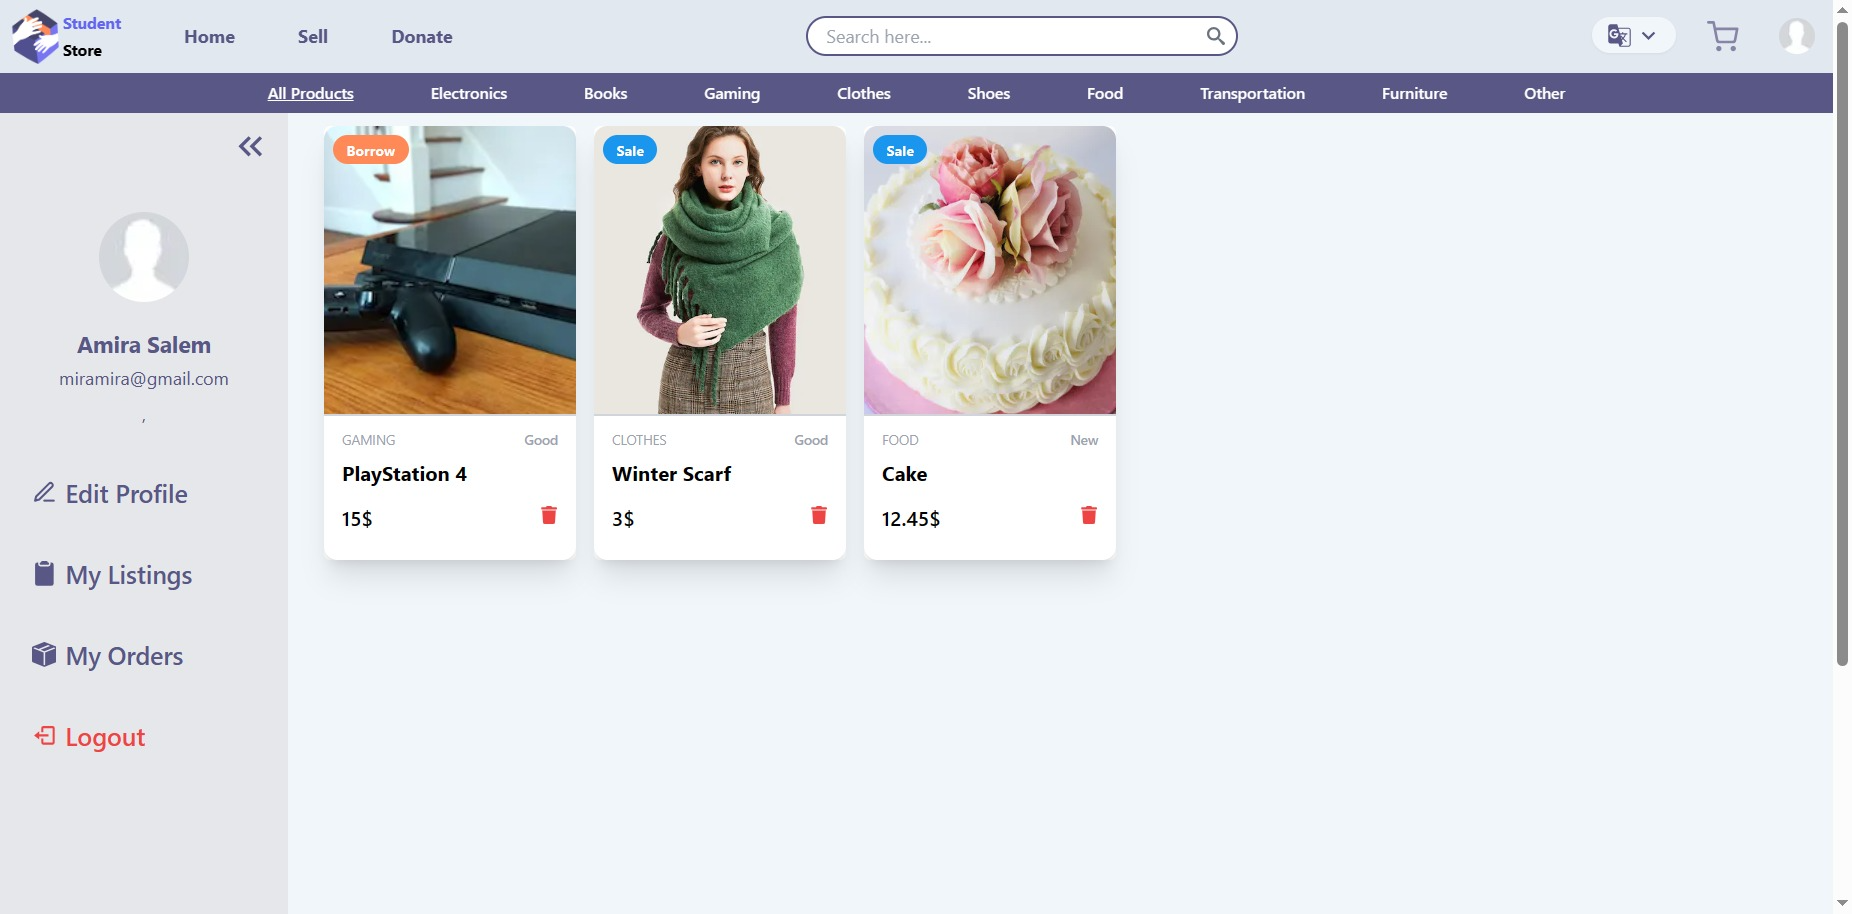 Student
Store
Home
Sell
Donate
Search here...
All Products
Electronics
Books
Gaming
Clothes
Shoes
Food
Transportation
Furniture
Other
Amira Salem
miramira@gmail.com
,
Edit Profile
My Listings
My Orders
Logout
Borrow
GAMING
Good
PlayStation 4
15$
Sale
CLOTHES
Good
Winter Scarf
3$
Sale
FOOD
New
Cake
12.45$